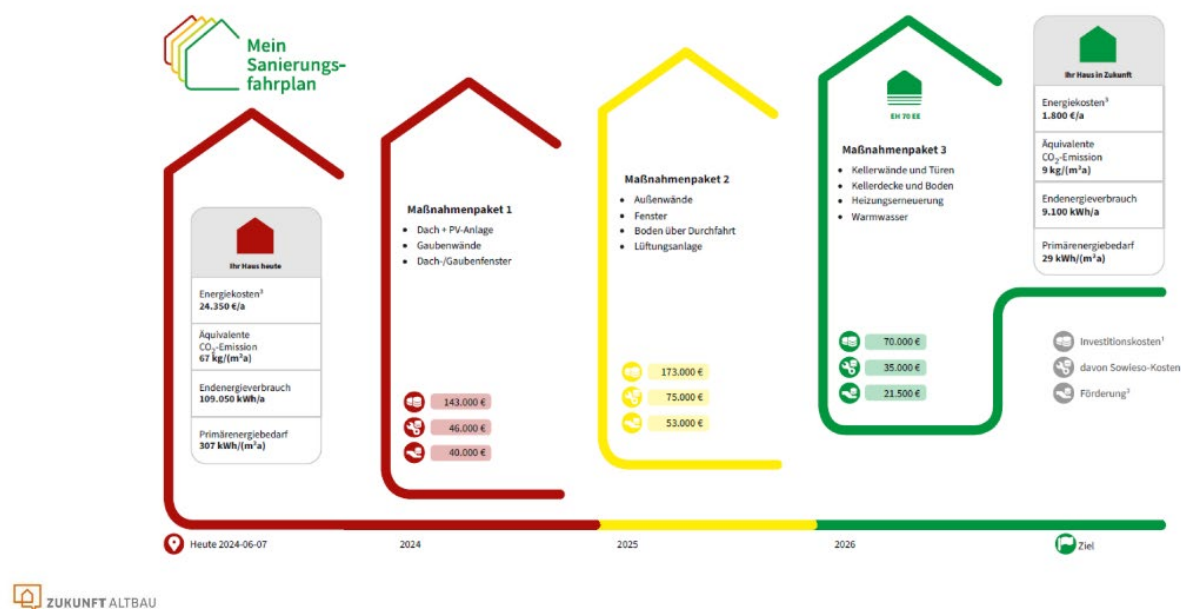 Mein
Sanierungs-
fahrplan
Ihr Haus heute
Energiekosten³
24.350 €/a
Äquivalente
CO₂-Emission
67 kg/(m²a)
Endenergieverbrauch
109.050 kWh/a
Primärenergiebedarf
307 kWh/(m²a)
Maßnahmenpaket 1
• Dach + PV-Anlage
• Gaubenwände
• Dach-/Gaubenfenster
143.000 €
46.000 €
40.000 €
Maßnahmenpaket 2
• Außenwände
• Fenster
• Boden über Durchfahrt
• Lüftungsanlage
173.000 €
75.000 €
53.000 €
EH 70 EE
Maßnahmenpaket 3
• Kellerwände und Türen
• Kellerdecke und Boden
• Heizungserneuerung
• Warmwasser
70.000 €
35.000 €
21.500 €
Ihr Haus in Zukunft
Energiekosten³
1.800 €/a
Äquivalente
CO₂-Emission
9 kg/(m²a)
Endenergieverbrauch
9.100 kWh/a
Primärenergiebedarf
29 kWh/(m²a)
Investitionskosten¹
davon Sowieso-Kosten
Förderung²
Heute 2024-06-07
2024
2025
2026
Ziel
ZUKUNFT ALTBAU